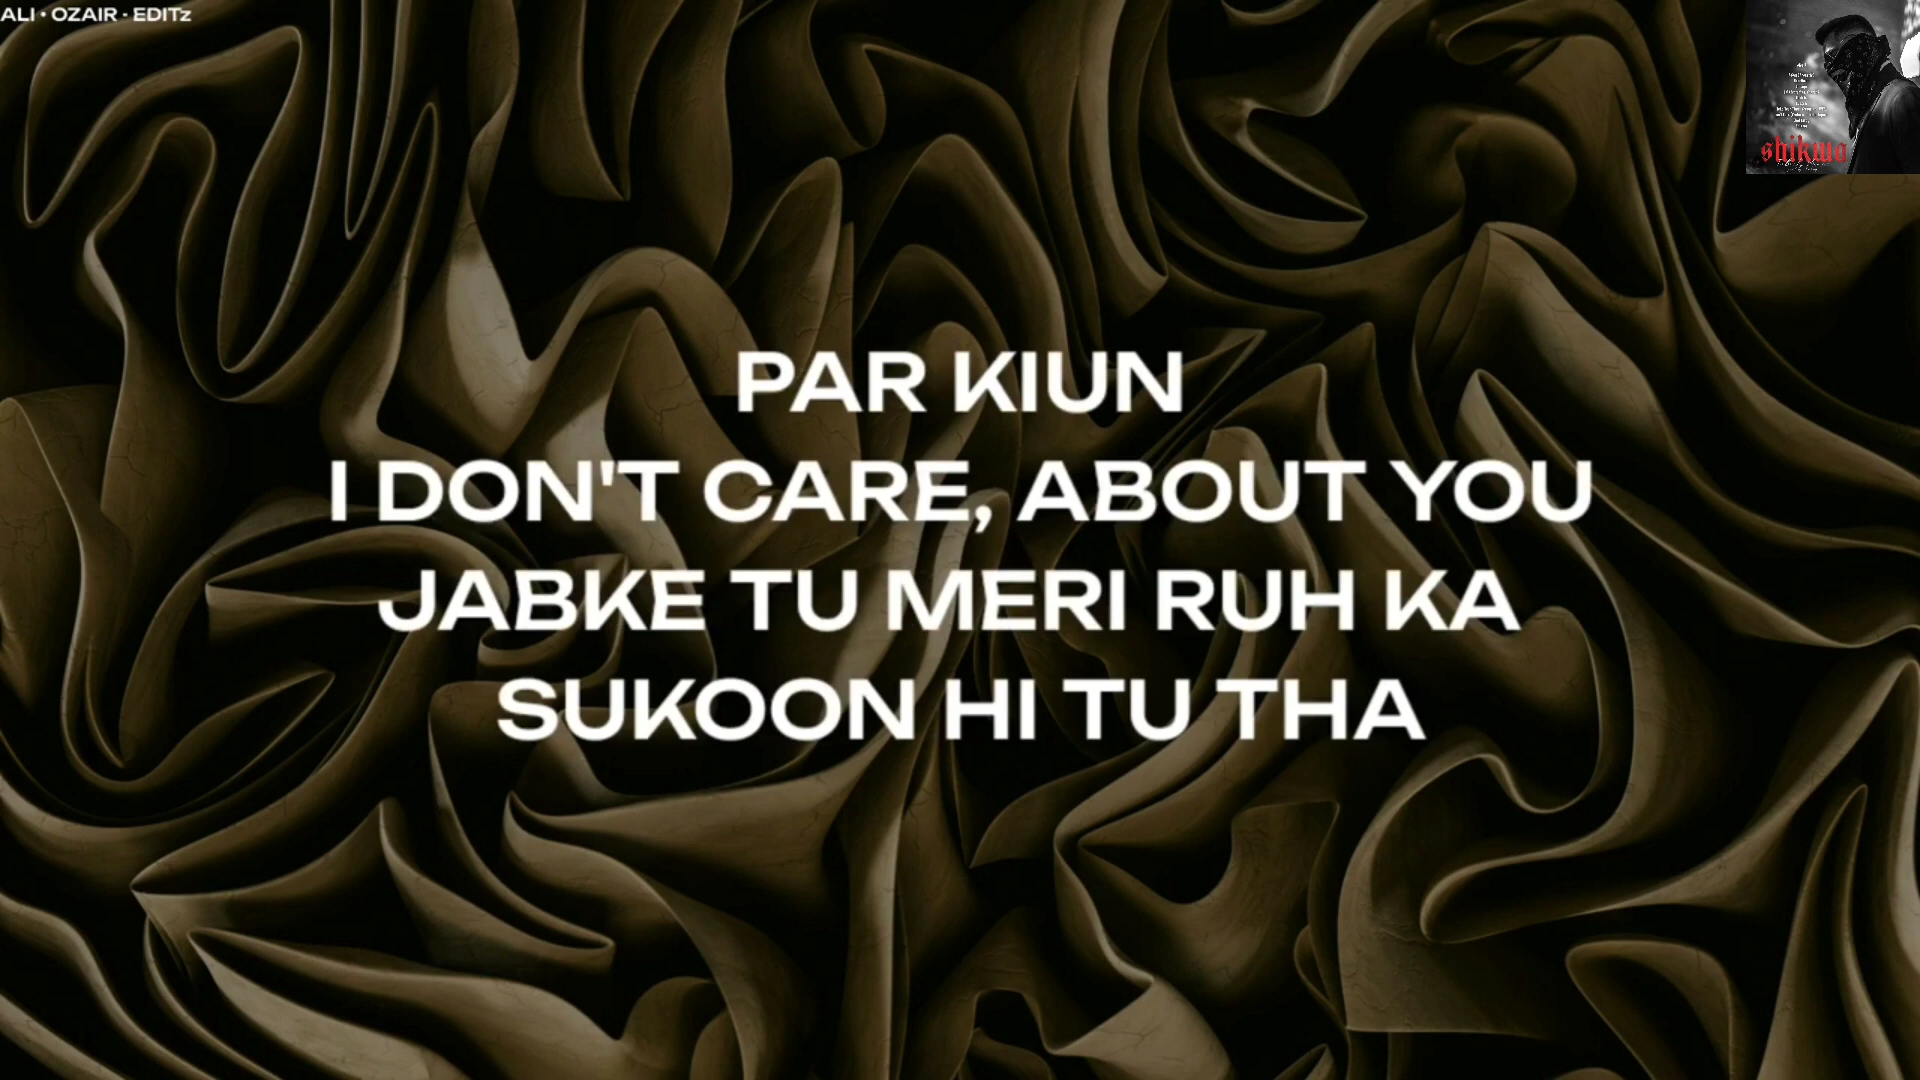 ALI • OZAIR • EDITz
shikwa
PAR KIUN
I DON'T CARE, ABOUT YOU
JABKE TU MERI RUH KA
SUKOON HI TU THA